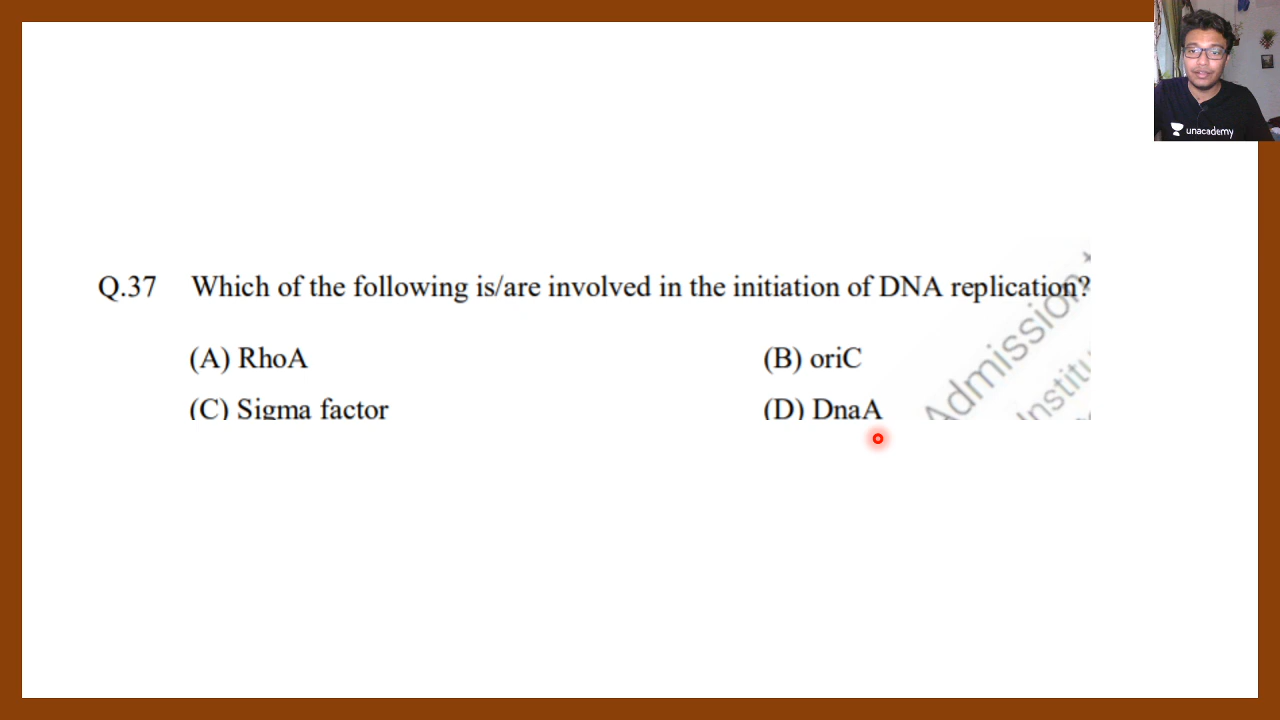 unacademy
Q.37 Which of the following is/are involved in the initiation of DNA replication?
(A) RhoA (B) oriC
(C) Sigma factor (D) DnaA
Admission